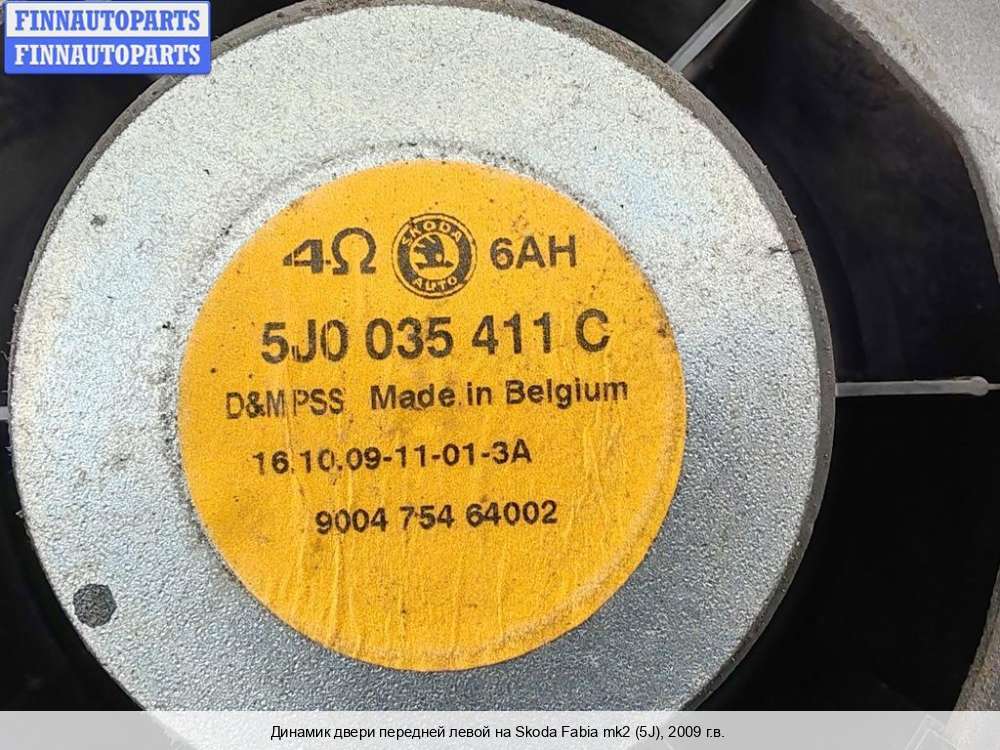 FINNAUTOPARTS
FINNAUTOPARTS
4Ω ŠKODA AUTO 6AH
5J0 035 411 C
D&M PSS Made in Belgium
16.10.09-11-01-3A
9004 754 64002
Динамик двери передней левой на Skoda Fabia mk2 (5J), 2009 г.в.